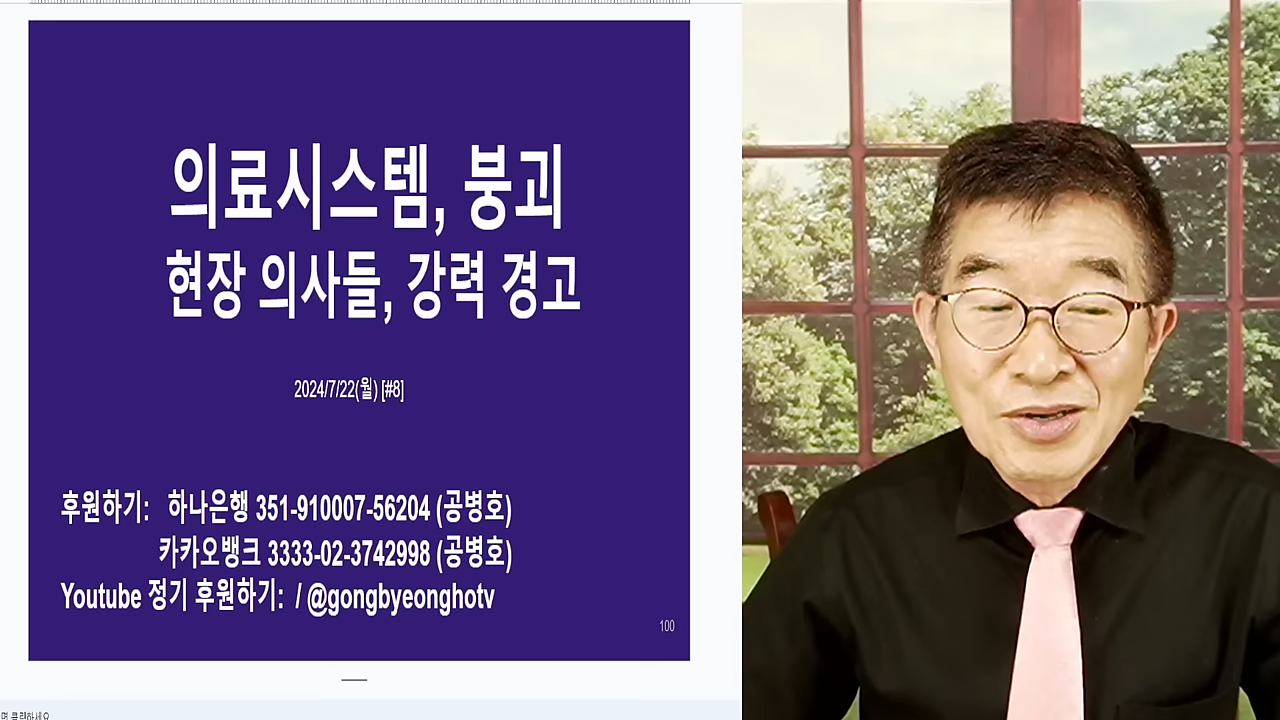 의료시스템, 붕괴
현장 의사들, 강력 경고
2024/7/22(월) [#8]
후원하기: 하나은행 351-910007-56204 (공병호)
카카오뱅크 3333-02-3742998 (공병호)
Youtube 정기 후원하기: / @gongbyeonghotv
100